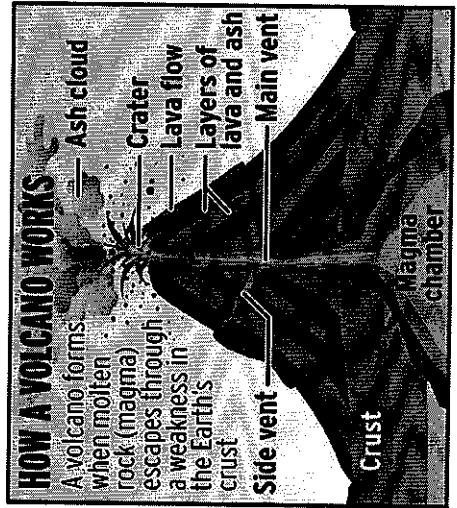 HOW A VOLCANO WORKS
A volcano forms
when molten
rock (magma)
escapes through
a weakness in
the Earth's
crust
Ash cloud
Crater
Lava flow
Layers of
lava and ash
Main vent
Side vent
Crust
Magma
chamber